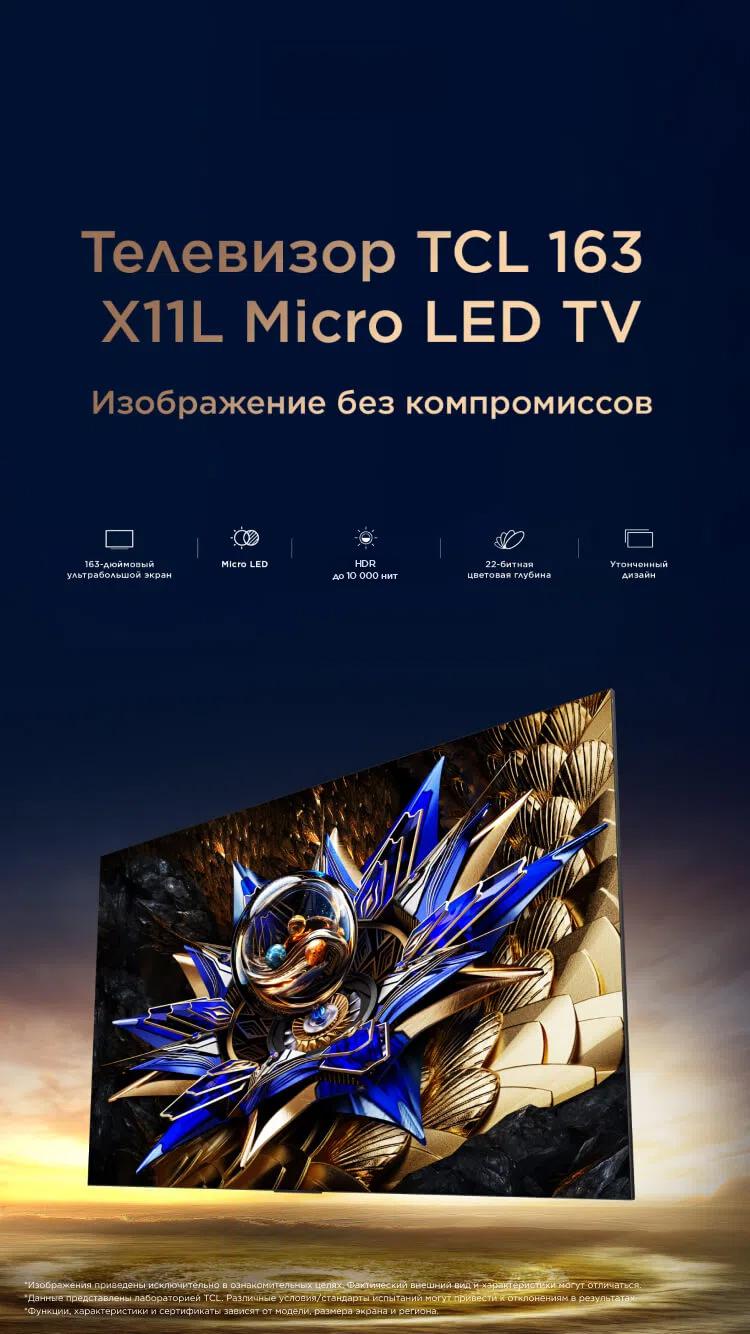 Телевизор TCL 163
X11L Micro LED TV
Изображение без компромиссов
163-дюймовый
ультрабольшой экран
Micro LED
HDR
до 10 000 нит
22-битная
цветовая глубина
Утонченный
дизайн
*Изображения приведены исключительно в ознакомительных целях. Фактический внешний вид и характеристики могут отличаться.
*Данные представлены лабораторией TCL. Различные условия/стандарты испытаний могут привести к отклонениям в результатах.
*Функции, характеристики и сертификаты зависят от модели, размера экрана и региона.